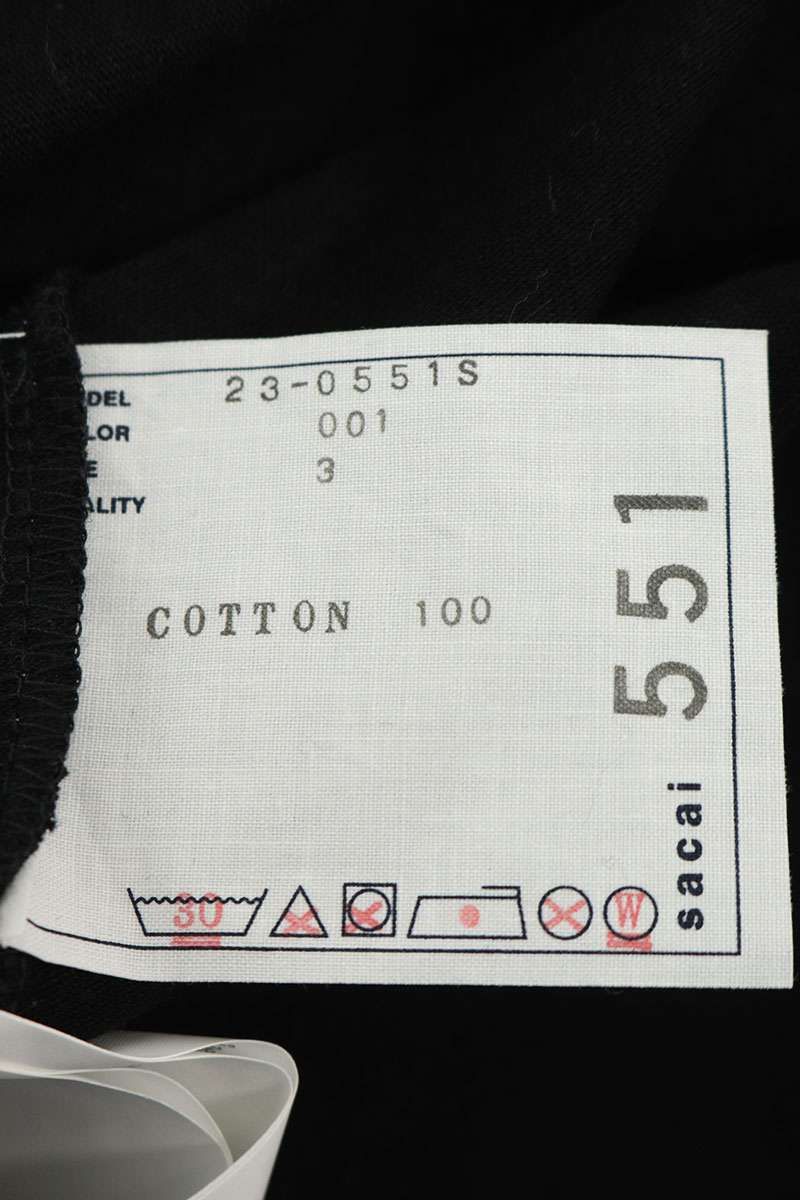 DEL 23-0551S
LOR 001
E 3
ALITY
COTTON 100
551
sacai
30
W